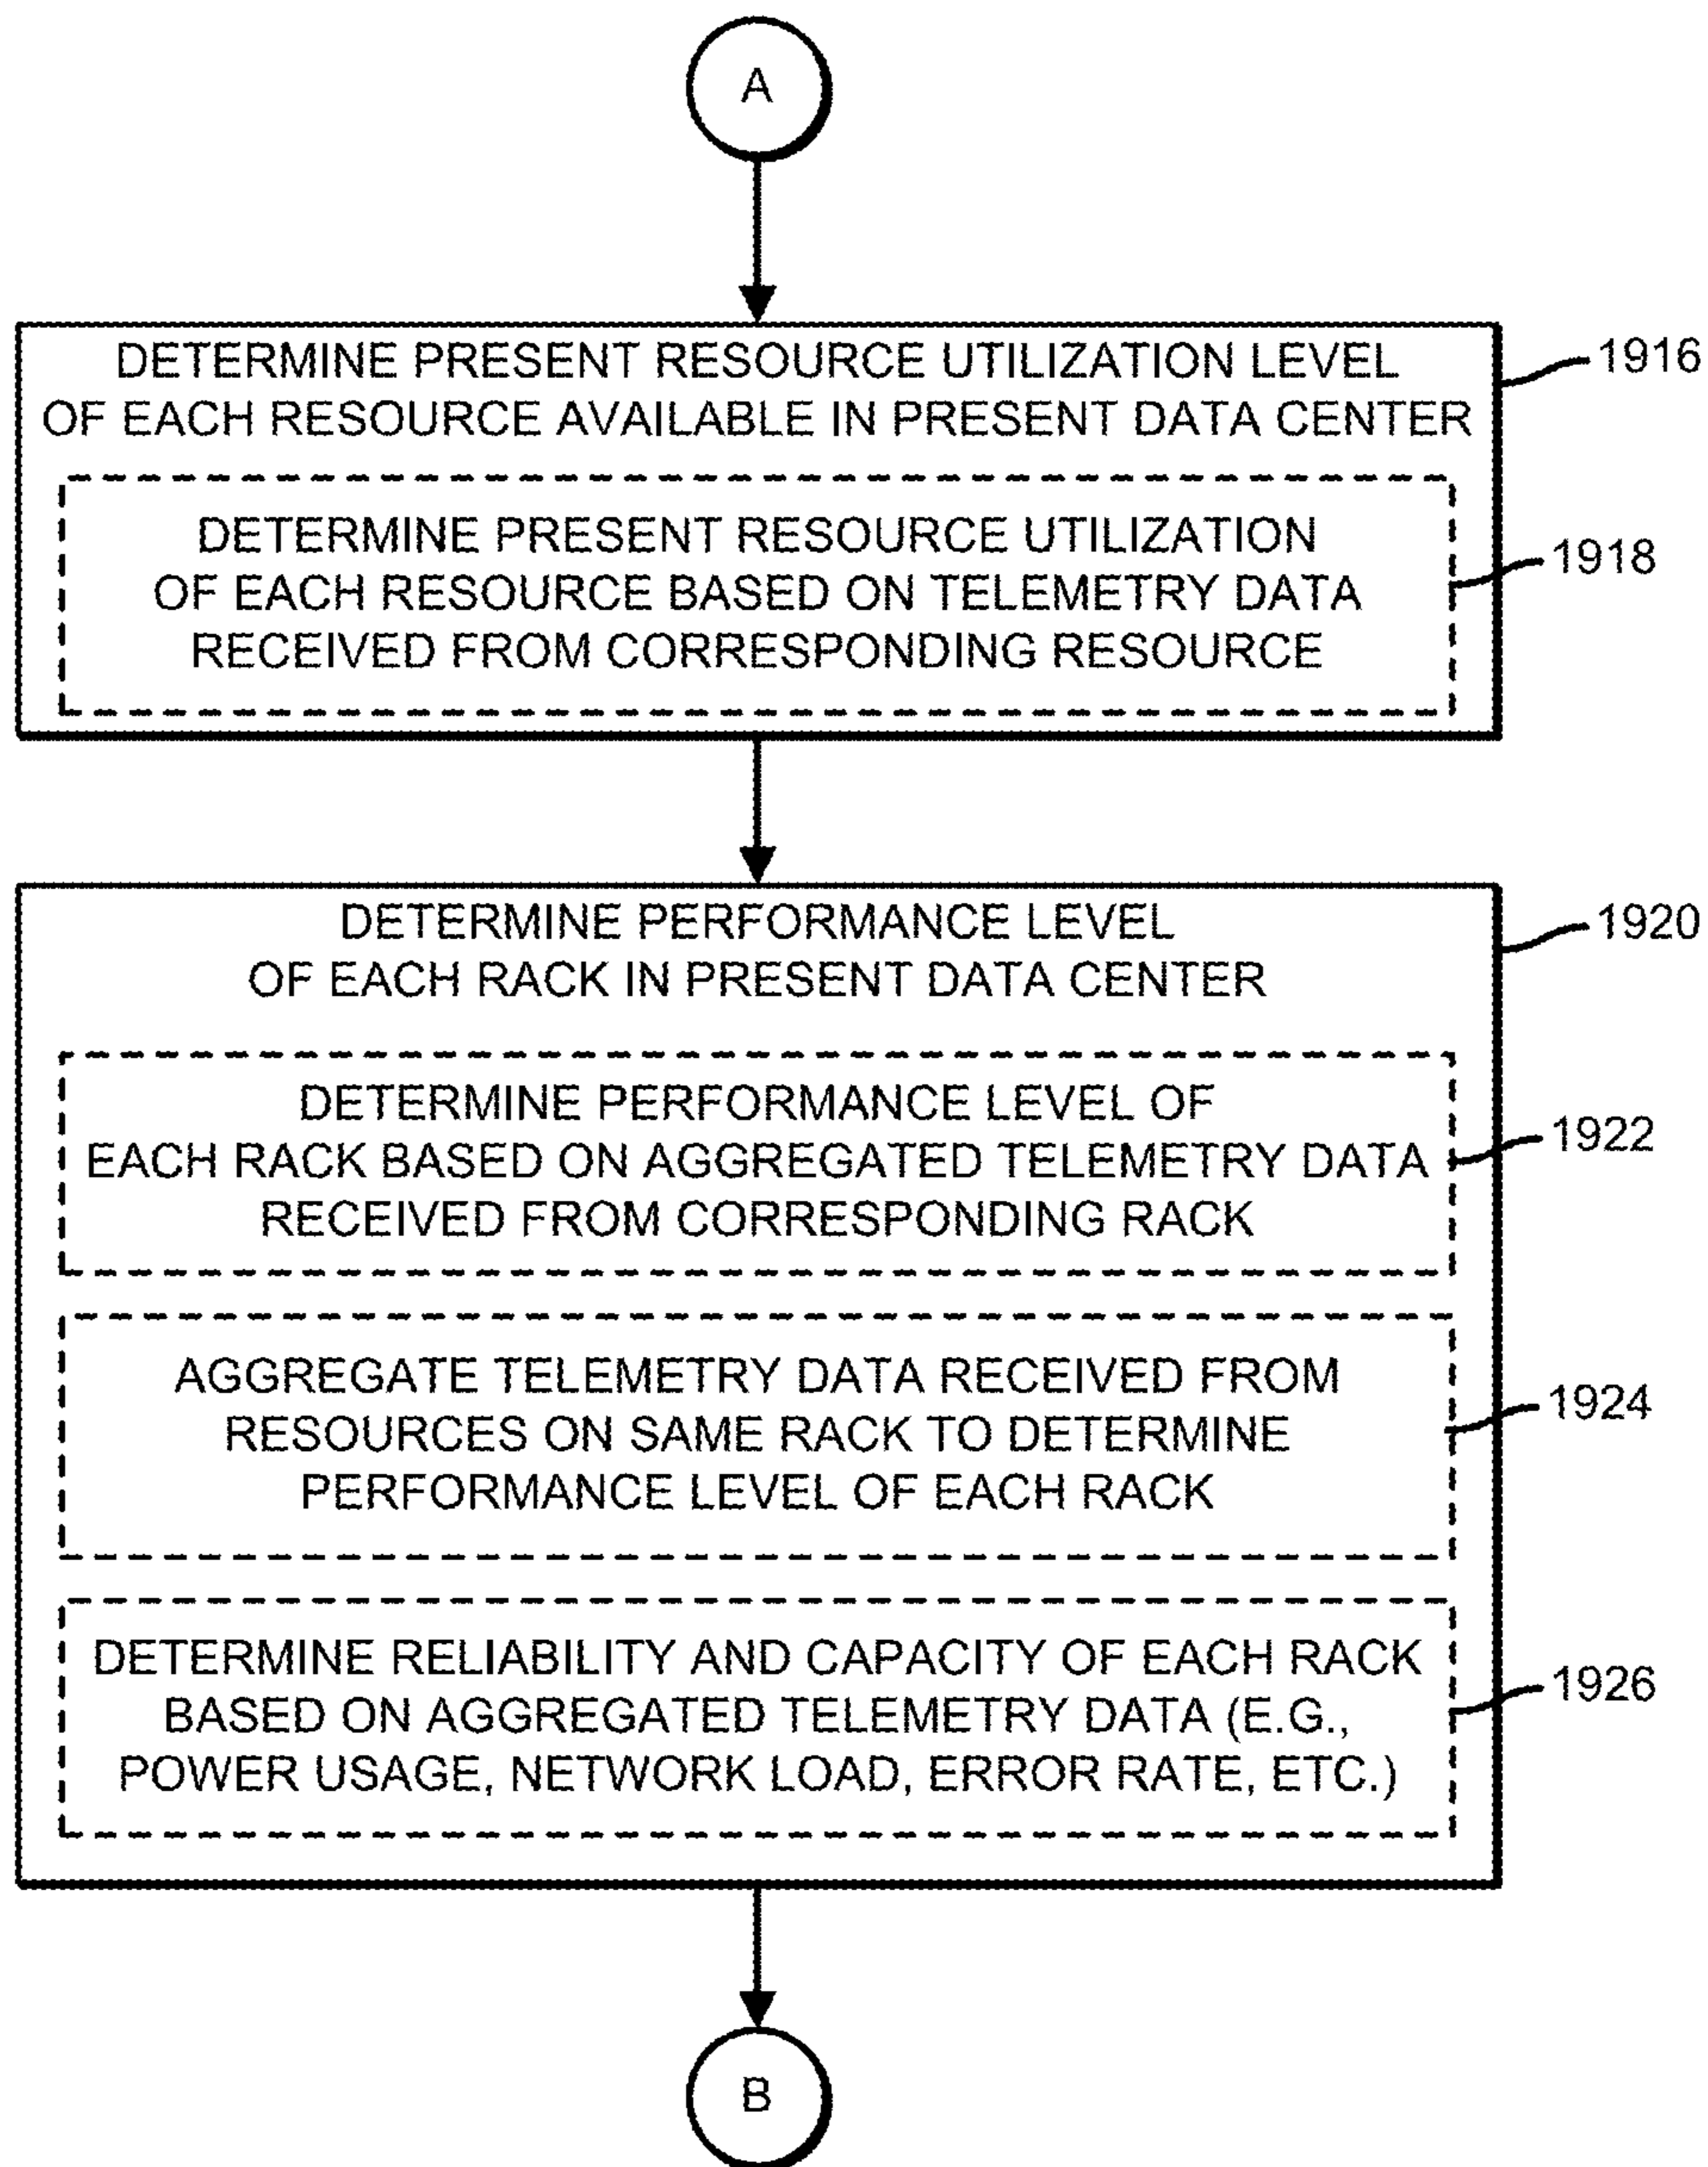 A
DETERMINE PRESENT RESOURCE UTILIZATION LEVEL
OF EACH RESOURCE AVAILABLE IN PRESENT DATA CENTER
1916
DETERMINE PRESENT RESOURCE UTILIZATION
OF EACH RESOURCE BASED ON TELEMETRY DATA
RECEIVED FROM CORRESPONDING RESOURCE
1918
DETERMINE PERFORMANCE LEVEL
OF EACH RACK IN PRESENT DATA CENTER
1920
DETERMINE PERFORMANCE LEVEL OF
EACH RACK BASED ON AGGREGATED TELEMETRY DATA
RECEIVED FROM CORRESPONDING RACK
1922
AGGREGATE TELEMETRY DATA RECEIVED FROM
RESOURCES ON SAME RACK TO DETERMINE
PERFORMANCE LEVEL OF EACH RACK
1924
DETERMINE RELIABILITY AND CAPACITY OF EACH RACK
BASED ON AGGREGATED TELEMETRY DATA (E.G.,
POWER USAGE, NETWORK LOAD, ERROR RATE, ETC.)
1926
B